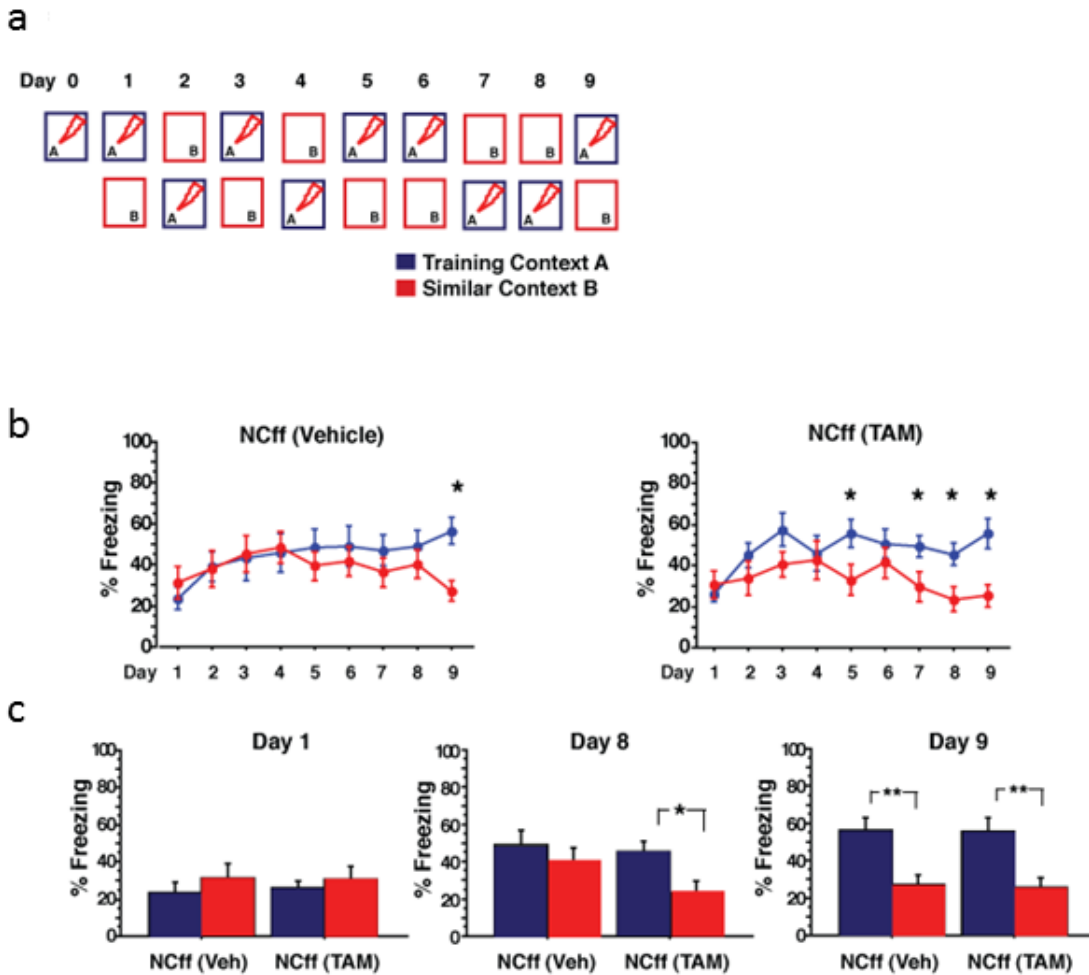 a
Day 0 1 2 3 4 5 6 7 8 9
A A B A B A A B B A
B A B A B B A A B
Training Context A
Similar Context B
b
NCff (Vehicle)
% Freezing
100
80
60
40
20
0
*
Day 1 2 3 4 5 6 7 8 9
NCff (TAM)
% Freezing
100
80
60
40
20
0
* * * *
Day 1 2 3 4 5 6 7 8 9
c
Day 1
% Freezing
100
80
60
40
20
0
NCff (Veh) NCff (TAM)
Day 8
% Freezing
100
80
60
40
20
0
*
NCff (Veh) NCff (TAM)
Day 9
% Freezing
100
80
60
40
20
0
** **
NCff (Veh) NCff (TAM)